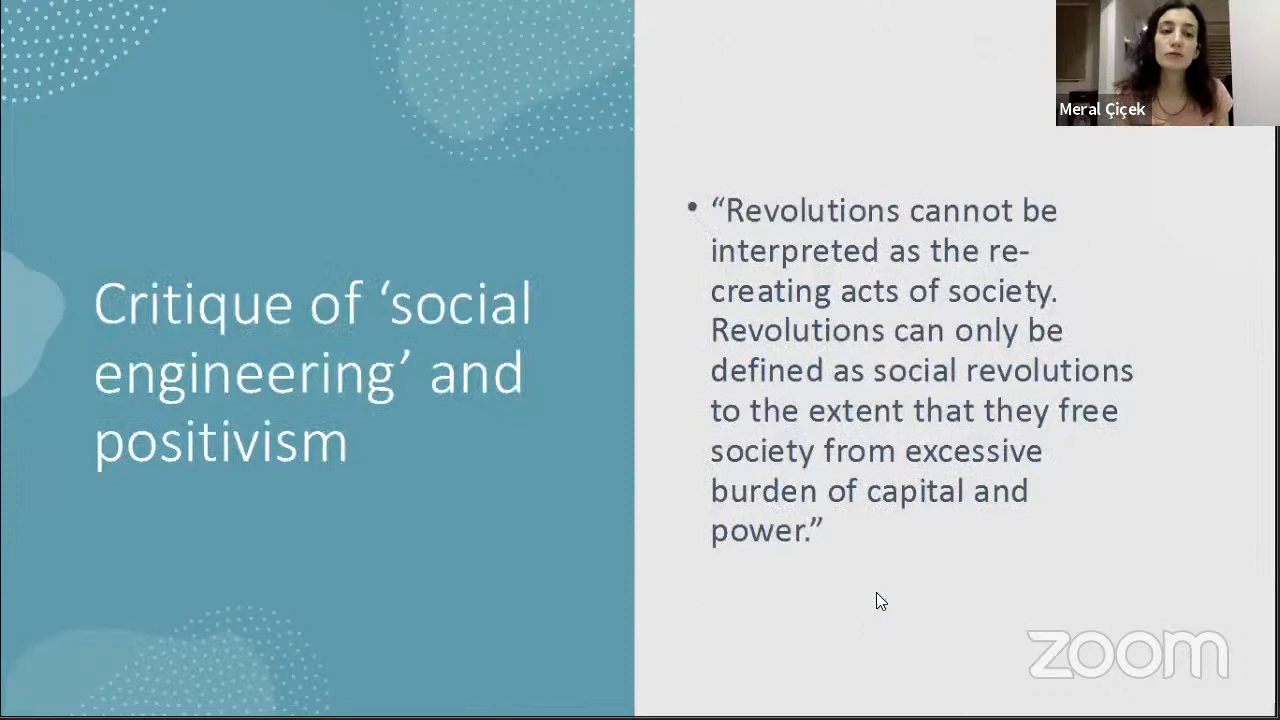 Meral Çiçek
Critique of ‘social
engineering’ and
positivism
• “Revolutions cannot be
interpreted as the re-
creating acts of society.
Revolutions can only be
defined as social revolutions
to the extent that they free
society from excessive
burden of capital and
power.”
zoom